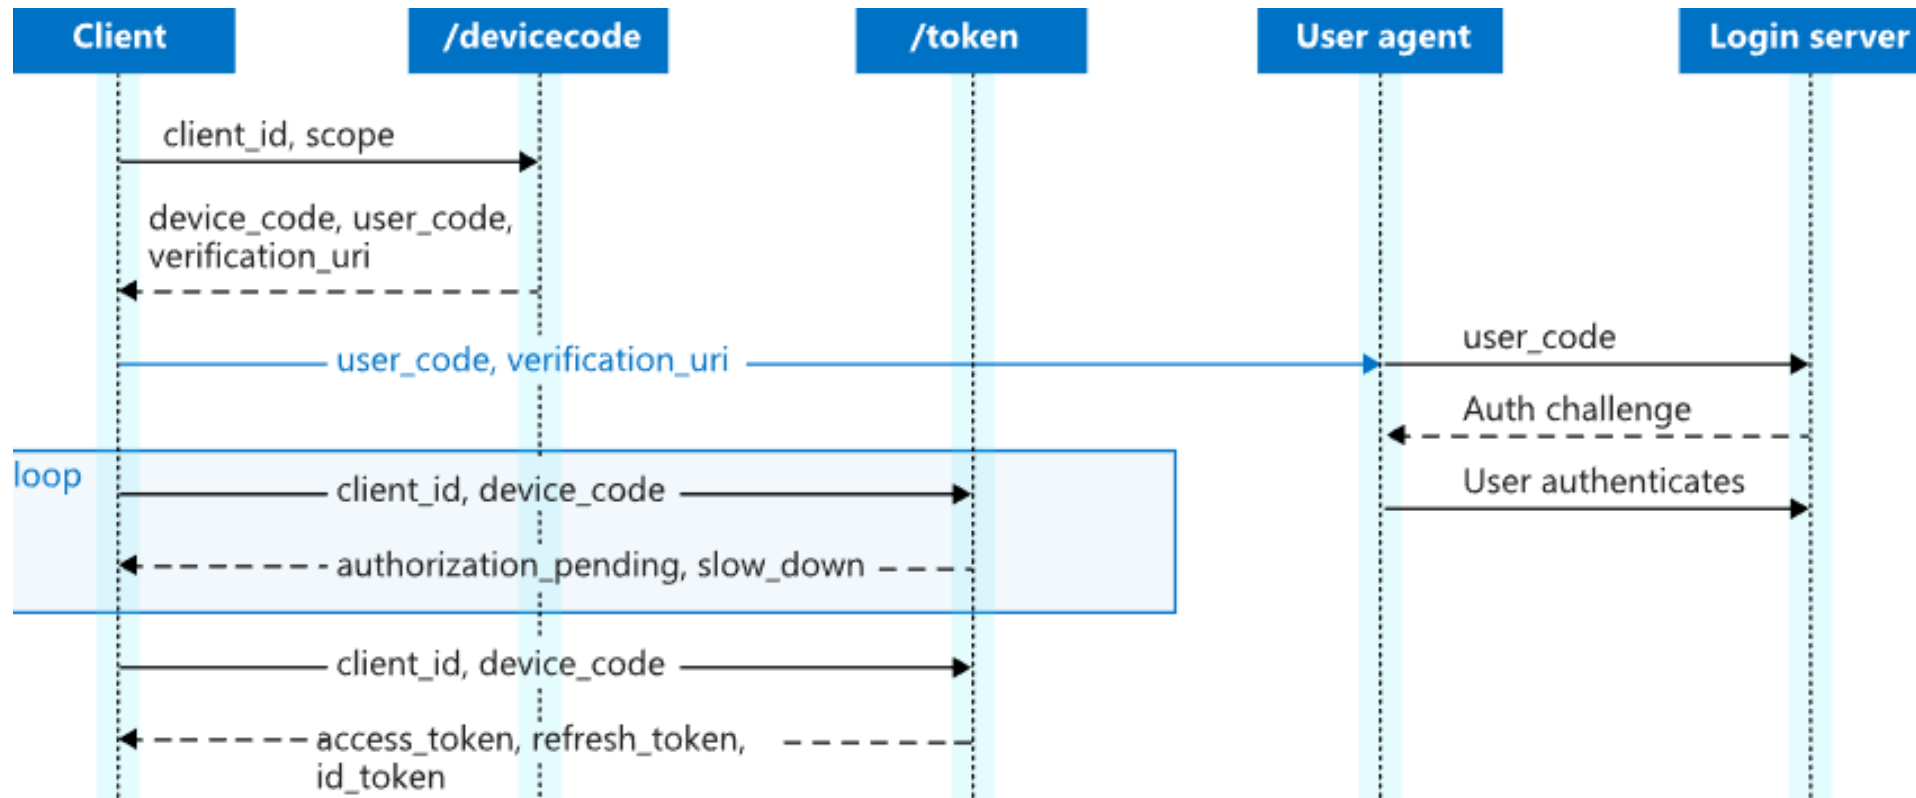 Client
/devicecode
/token
User agent
Login server
client_id, scope
device_code, user_code,
verification_uri
user_code, verification_uri
user_code
Auth challenge
loop
client_id, device_code
User authenticates
authorization_pending, slow_down
client_id, device_code
access_token, refresh_token,
id_token